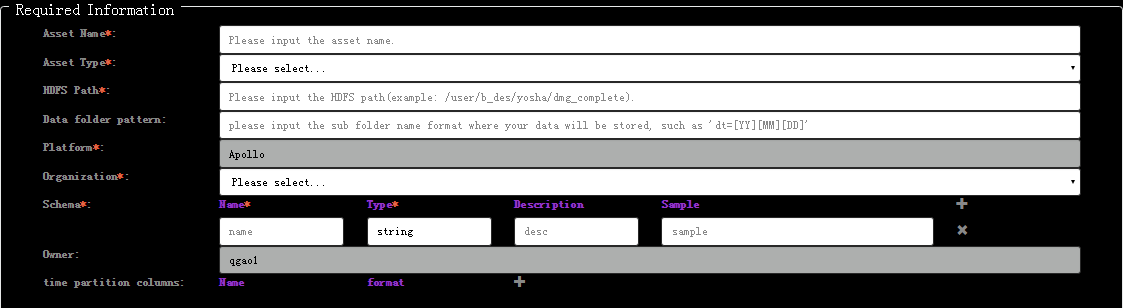 Required Information
Asset Name*:
Please input the asset name.
Asset Type*:
Please select...
HDFS Path*:
Please input the HDFS path(example: /user/b_des/yosha/dmg_complete).
Data folder pattern:
please input the sub folder name format where your data will be stored, such as 'dt=[YY][MM][DD]'
Platform*:
Apollo
Organization*:
Please select...
Schema*:
Name* Type* Description Sample
name string desc sample
Owner:
qgao1
time partition columns: Name format